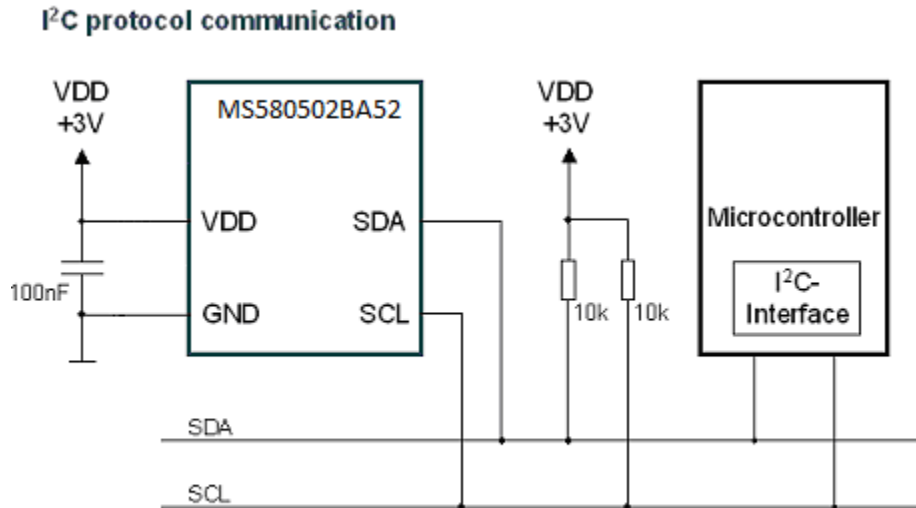 I²C protocol communication
VDD
+3V
MS580502BA52
VDD
+3V
VDD
SDA
Microcontroller
100nF
GND
SCL
10k
10k
I²C-
Interface
SDA
SCL